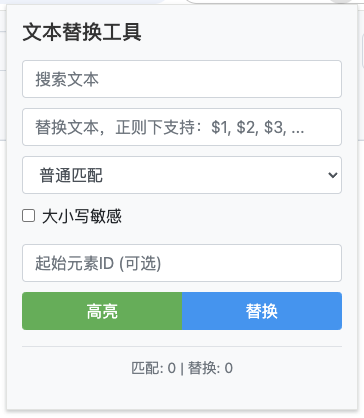 文本替换工具
搜索文本
替换文本，正则下支持：$1, $2, $3, ...
普通匹配
大小写敏感
起始元素ID (可选)
高亮 替换
匹配: 0 | 替换: 0